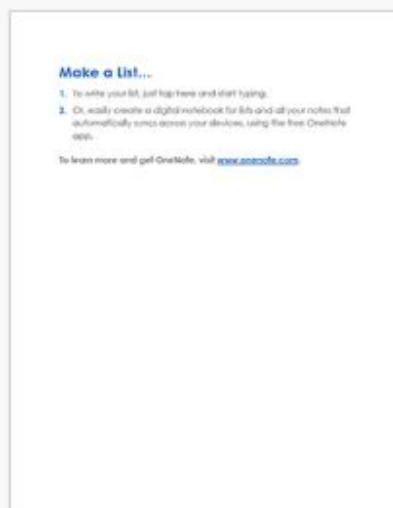 Make a List...
1. To write your list, just tap here and start typing.
2. Or, easily create a digital notebook for lists and all your notes that
automatically syncs across your devices, using the free OneNote
app.
To learn more and get OneNote, visit www.onenote.com.